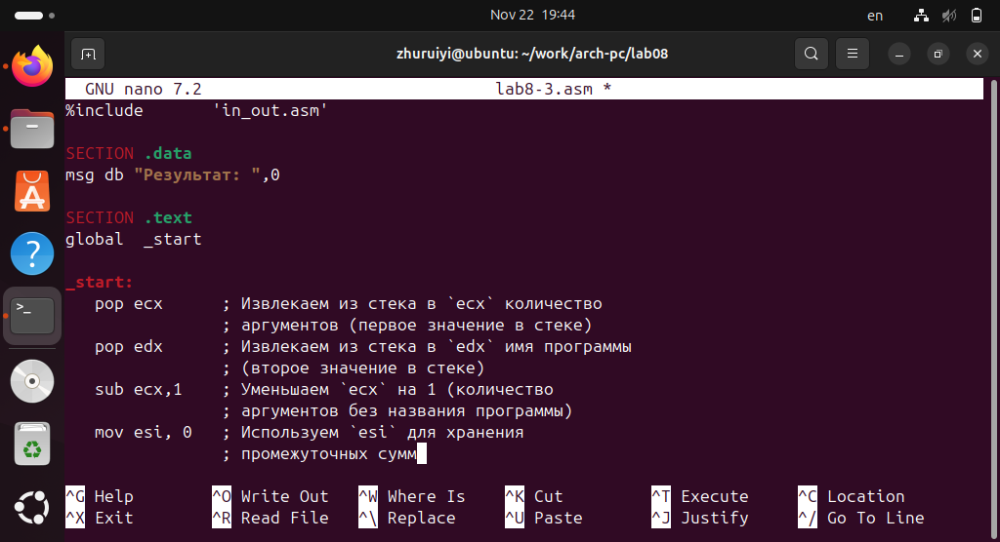 Nov 22 19:44
en
zhuruiyi@ubuntu: ~/work/arch-pc/lab08
GNU nano 7.2 lab8-3.asm *
%include 'in_out.asm'
SECTION .data
msg db "Результат: ",0
SECTION .text
global _start
_start:
pop ecx ; Извлекаем из стека в `ecx` количество
; аргументов (первое значение в стеке)
pop edx ; Извлекаем из стека в `edx` имя программы
; (второе значение в стеке)
sub ecx,1 ; Уменьшаем `ecx` на 1 (количество
; аргументов без названия программы)
mov esi, 0 ; Используем `esi` для хранения
; промежуточных сумм
^G Help ^O Write Out ^W Where Is ^K Cut ^T Execute ^C Location
^X Exit ^R Read File ^\ Replace ^U Paste ^J Justify ^/ Go To Line